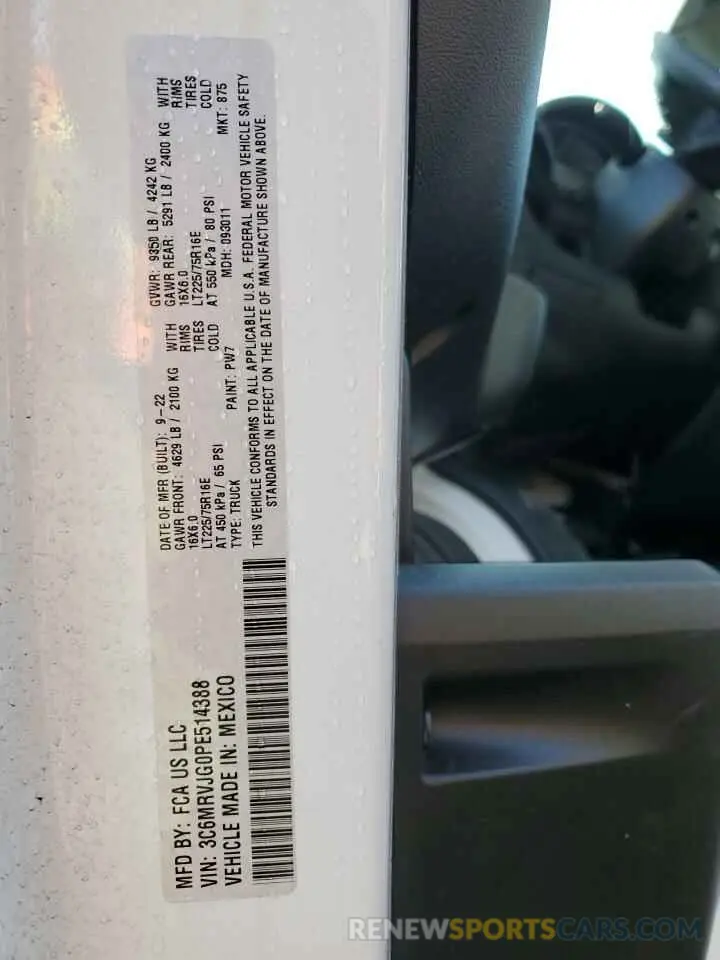 MFD BY: FCA US LLC
VIN: 3C6MRVJG0PE514388
VEHICLE MADE IN: MEXICO
DATE OF MFR (BUILT): 9-22
GVWR: 9350 LB / 4242 KG
GAWR FRONT: 4629 LB / 2100 KG WITH
16X6.0 RIMS
LT225/75R16E TIRES
AT 450 kPa / 65 PSI COLD
GAWR REAR: 5291 LB / 2400 KG WITH
16X6.0 RIMS
LT225/75R16E TIRES
AT 550 kPa / 80 PSI COLD
TYPE: TRUCK PAINT: PW7 MDH: 093011 MKT: 875
THIS VEHICLE CONFORMS TO ALL APPLICABLE U.S.A. FEDERAL MOTOR VEHICLE SAFETY
STANDARDS IN EFFECT ON THE DATE OF MANUFACTURE SHOWN ABOVE.
RENEWSPORTSCARS.COM